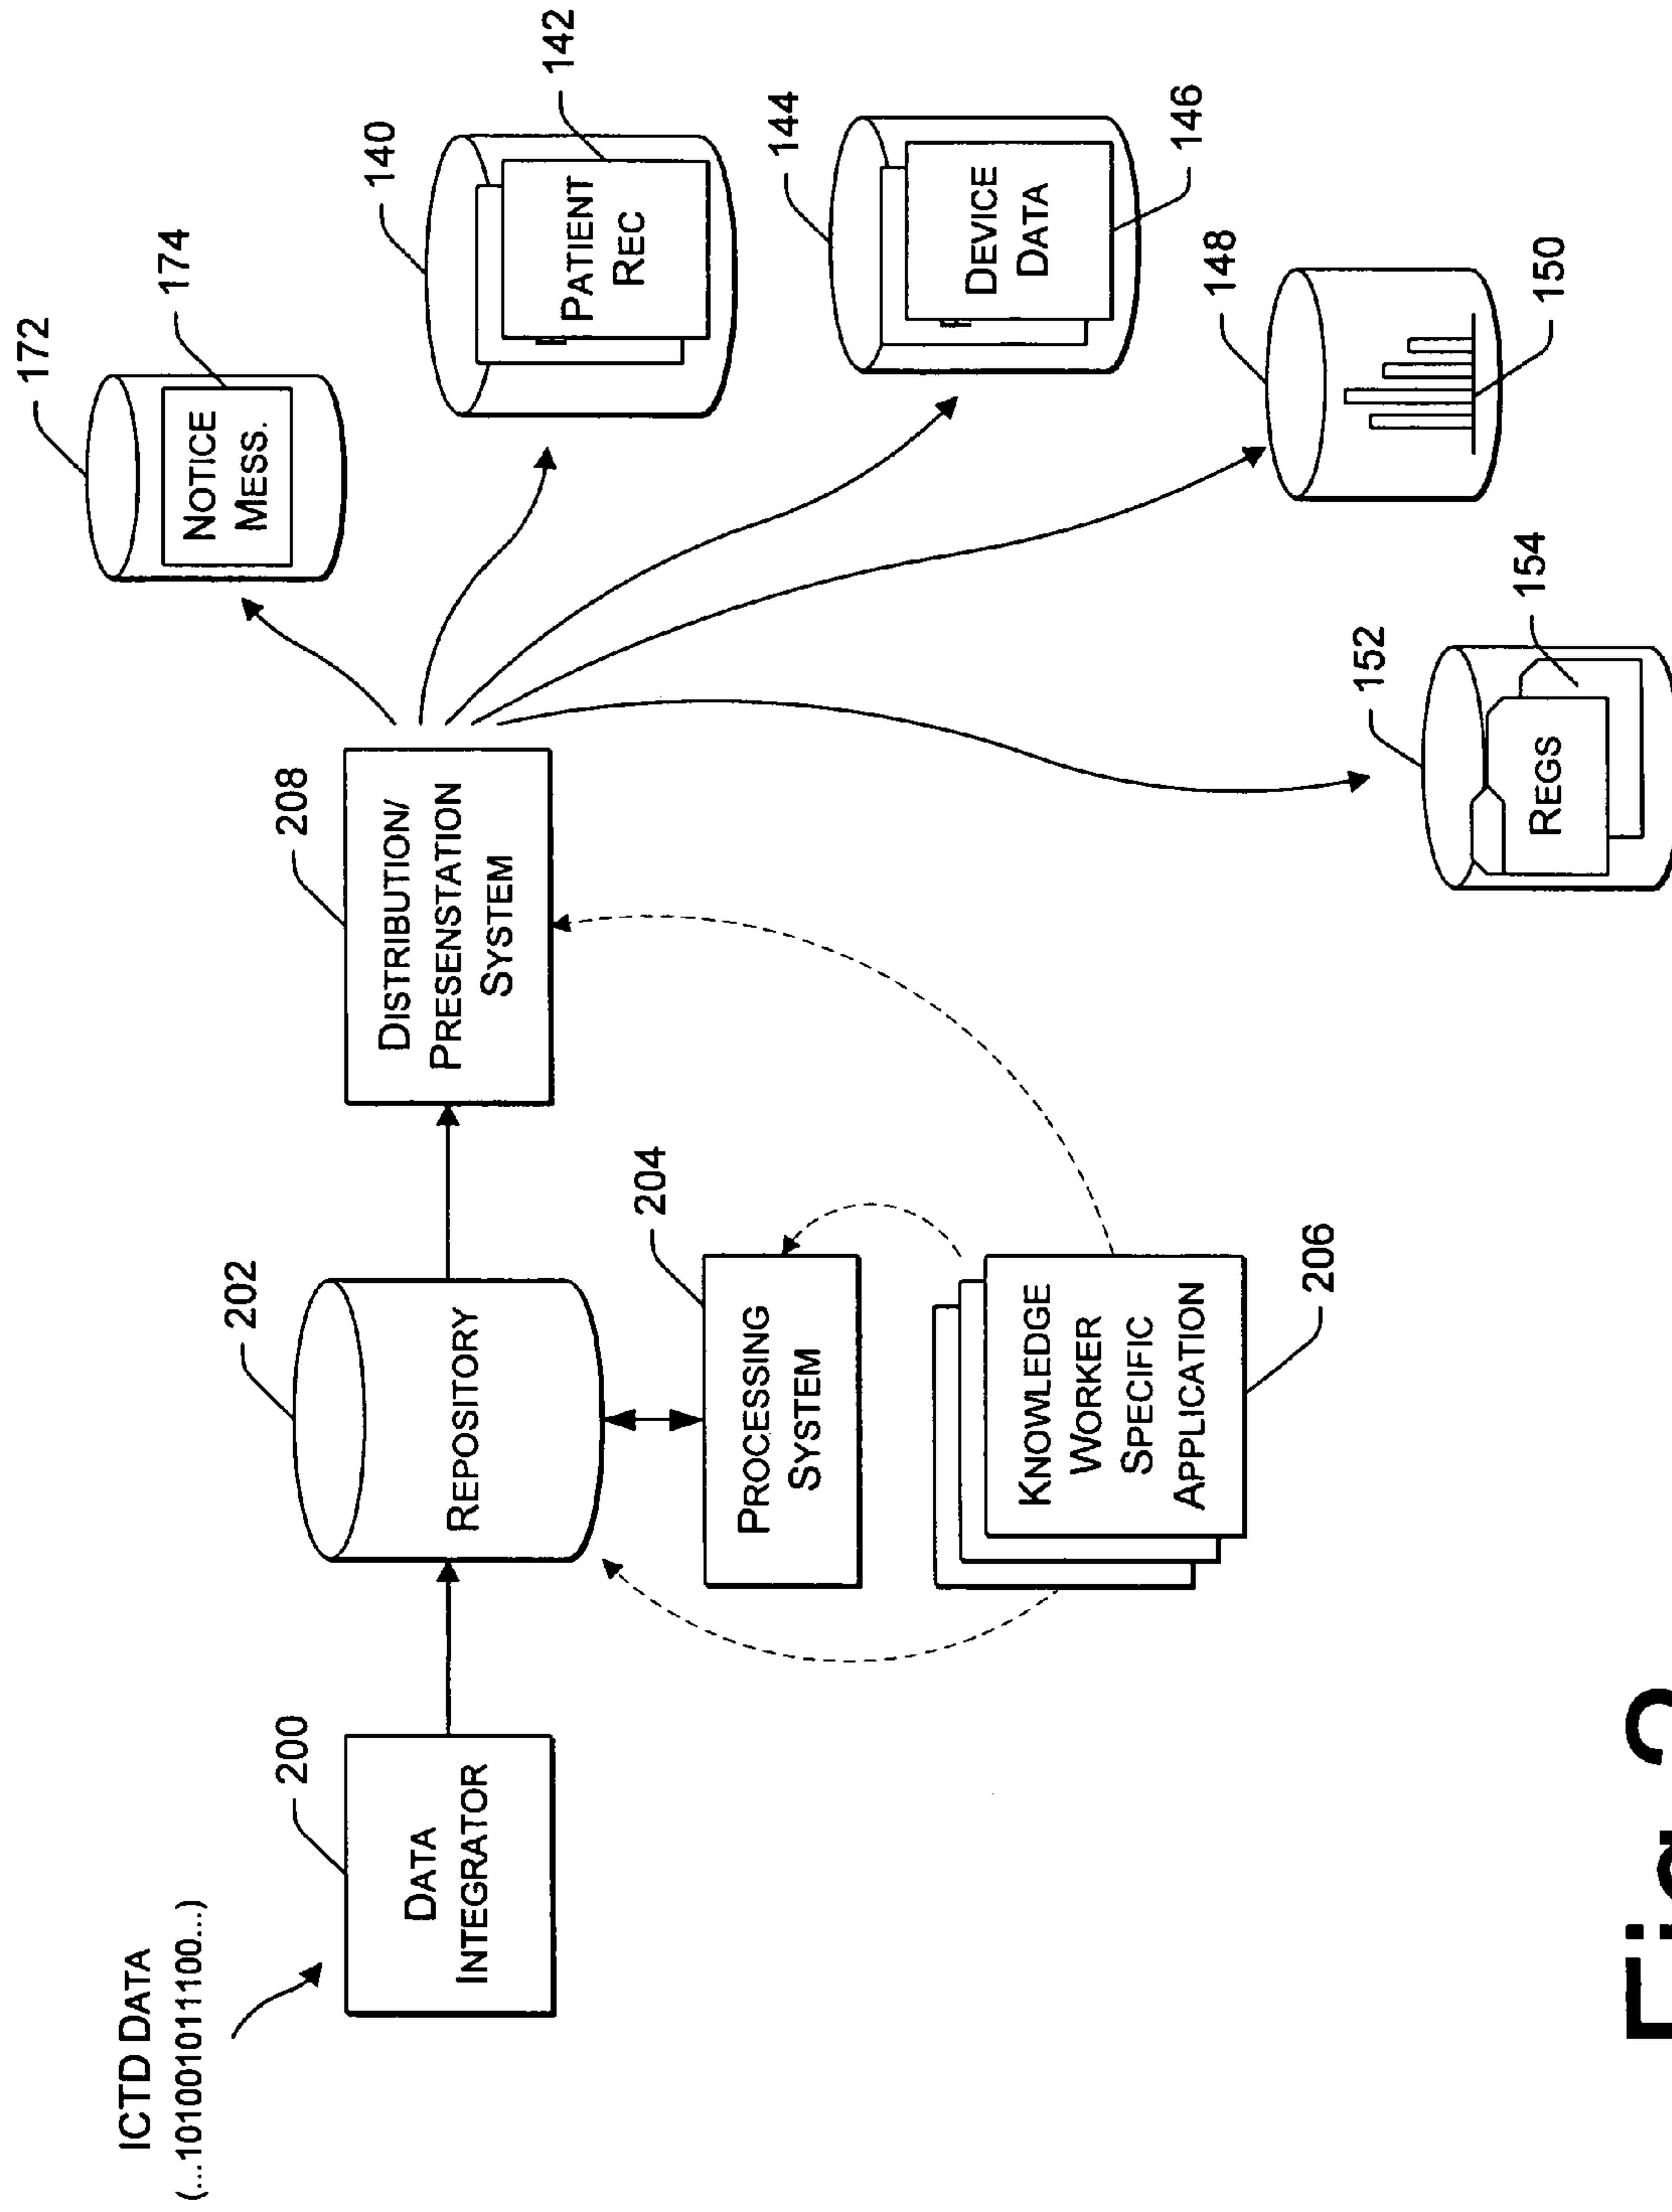 ICTD DATA
(...101001011100...)
200
DATA
INTEGRATOR
202
REPOSITORY
204
PROCESSING
SYSTEM
206
KNOWLEDGE
WORKER
SPECIFIC
APPLICATION
208
DISTRIBUTION/
PRESENSTATION
SYSTEM
172
174
NOTICE
MESS.
140
142
PATIENT
REC
144
146
DEVICE
DATA
148
150
152
154
REGS